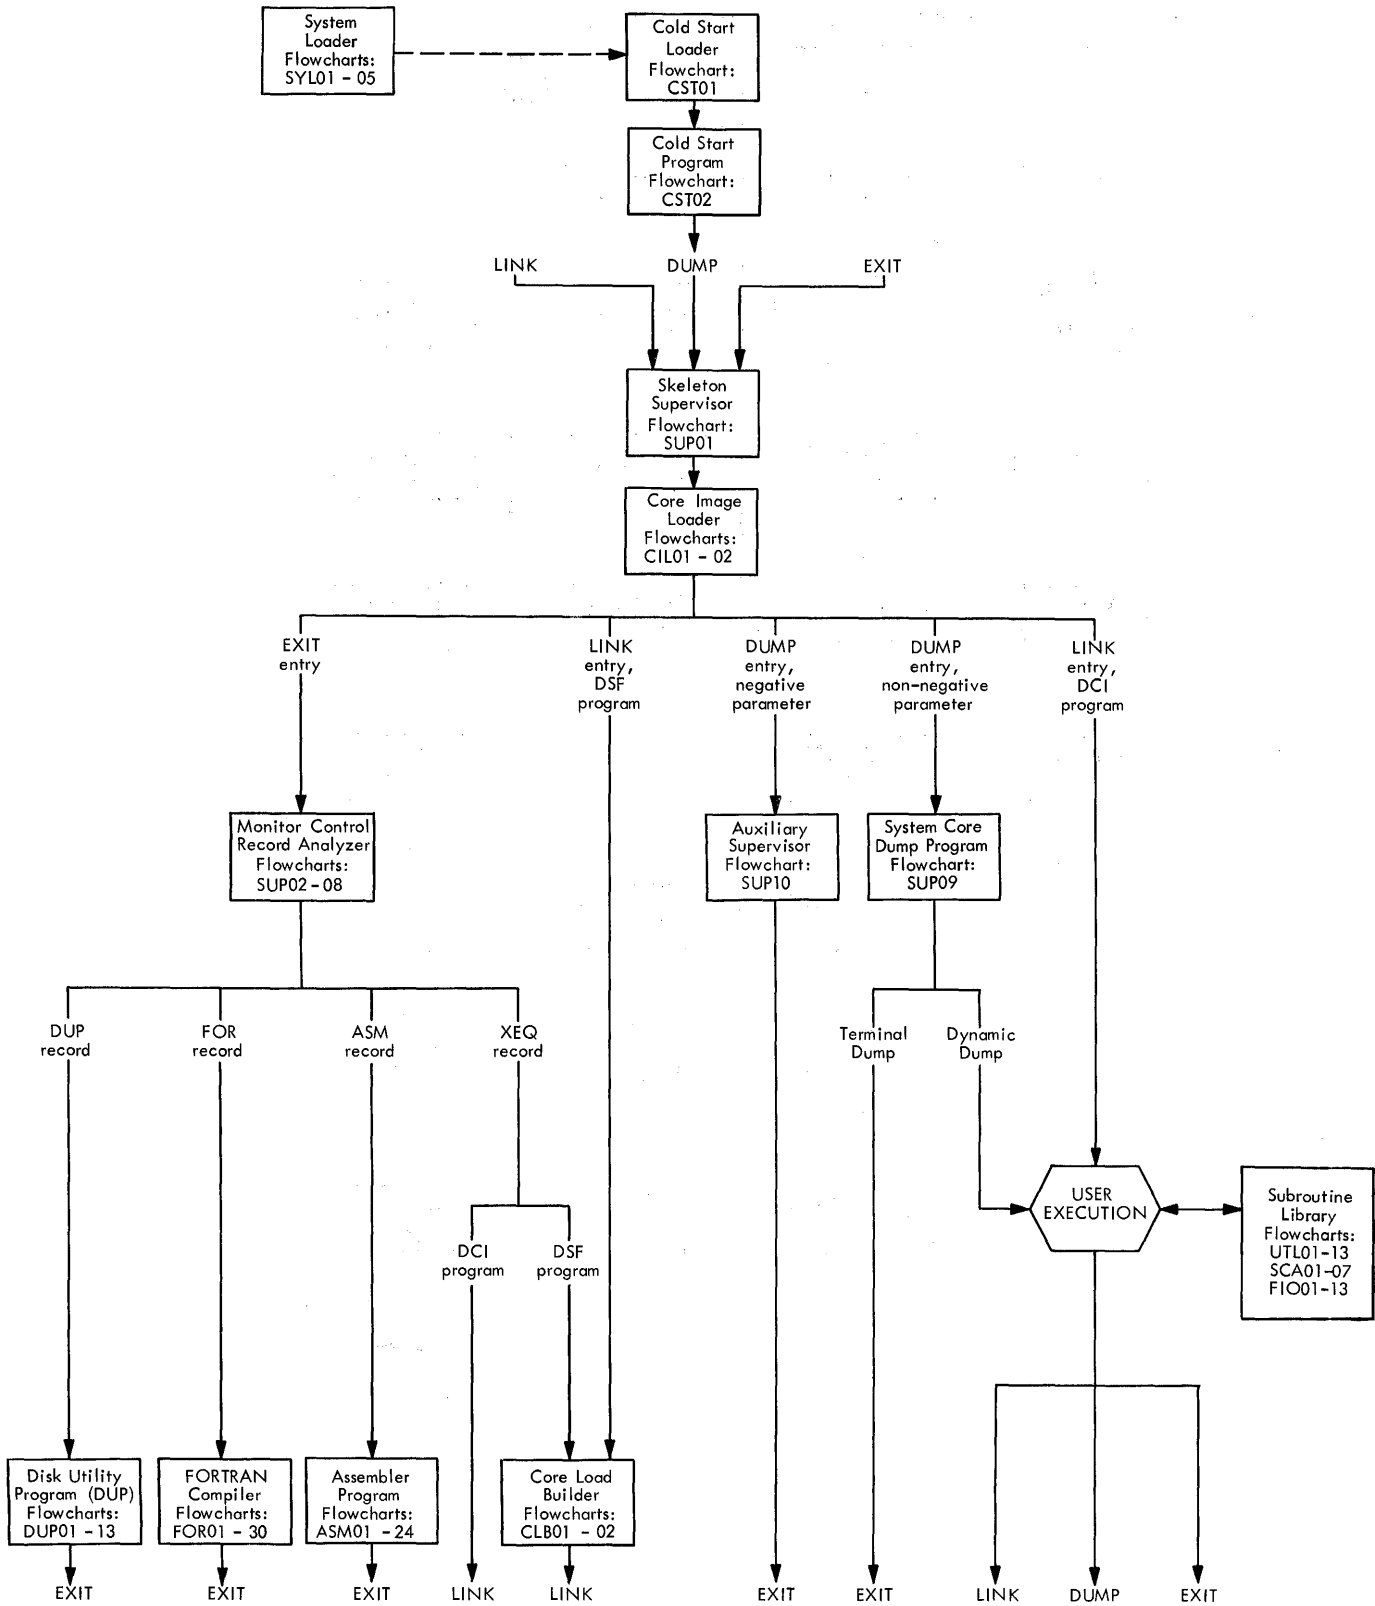 System
Loader
Flowcharts:
SYL01 - 05
Cold Start
Loader
Flowchart:
CST01
Cold Start
Program
Flowchart:
CST02
LINK
DUMP
EXIT
Skeleton
Supervisor
Flowchart:
SUP01
Core Image
Loader
Flowcharts:
CIL01 - 02
EXIT
entry
LINK
entry,
DSF
program
DUMP
entry,
negative
parameter
DUMP
entry,
non-negative
parameter
LINK
entry,
DCI
program
Monitor Control
Record Analyzer
Flowcharts:
SUP02 - 08
Auxiliary
Supervisor
Flowchart:
SUP10
System Core
Dump Program
Flowchart:
SUP09
DUP
record
FOR
record
ASM
record
XEQ
record
Terminal
Dump
Dynamic
Dump
DCI
program
DSF
program
USER
EXECUTION
Subroutine
Library
Flowcharts:
UTL01-13
SCA01-07
FIO01-13
Disk Utility
Program (DUP)
Flowcharts:
DUP01 - 13
FORTRAN
Compiler
Flowcharts:
FOR01 - 30
Assembler
Program
Flowcharts:
ASM01 - 24
Core Load
Builder
Flowcharts:
CLB01 - 02
EXIT
EXIT
EXIT
LINK
LINK
EXIT
EXIT
LINK
DUMP
EXIT